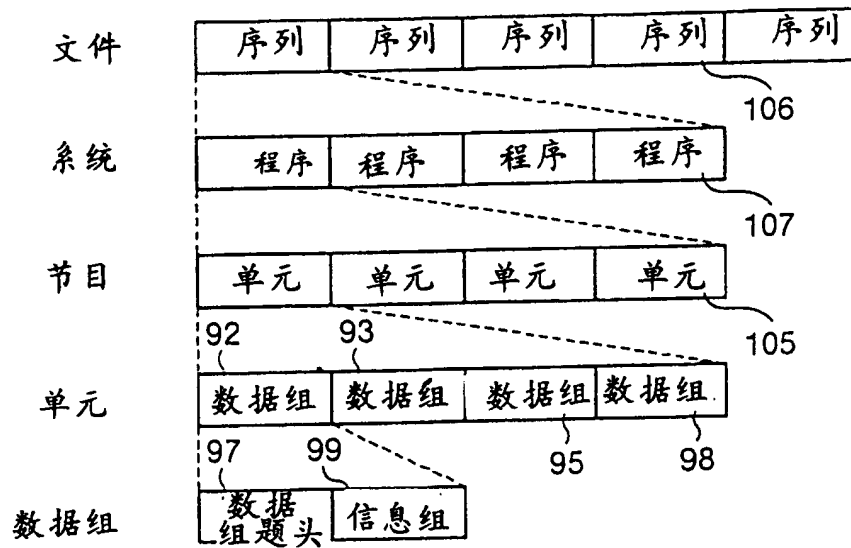 文件 序列 序列 序列 序列 序列
106
系统 程序 程序 程序 程序
107
节目 单元 单元 单元 单元
92 93 105
单元 数据组 数据组 数据组 数据组
97 99 95 98
数据组 数据组题头 信息组